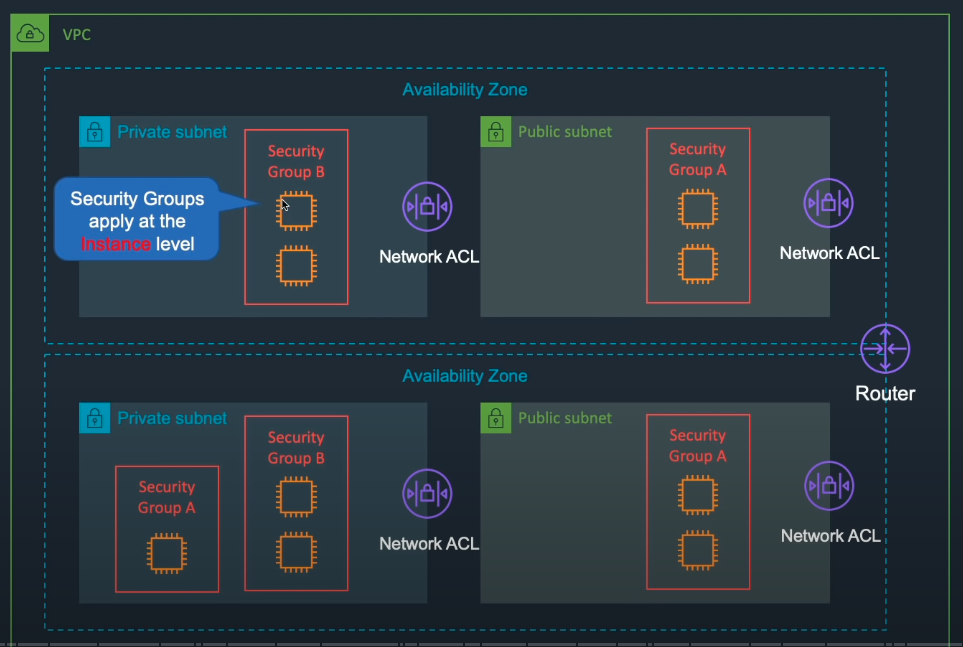 VPC
Availability Zone
Private subnet
Security
Group B
Security Groups
apply at the
Instance level
Network ACL
Public subnet
Security
Group A
Network ACL
Router
Availability Zone
Private subnet
Security
Group A
Security
Group B
Network ACL
Public subnet
Security
Group A
Network ACL